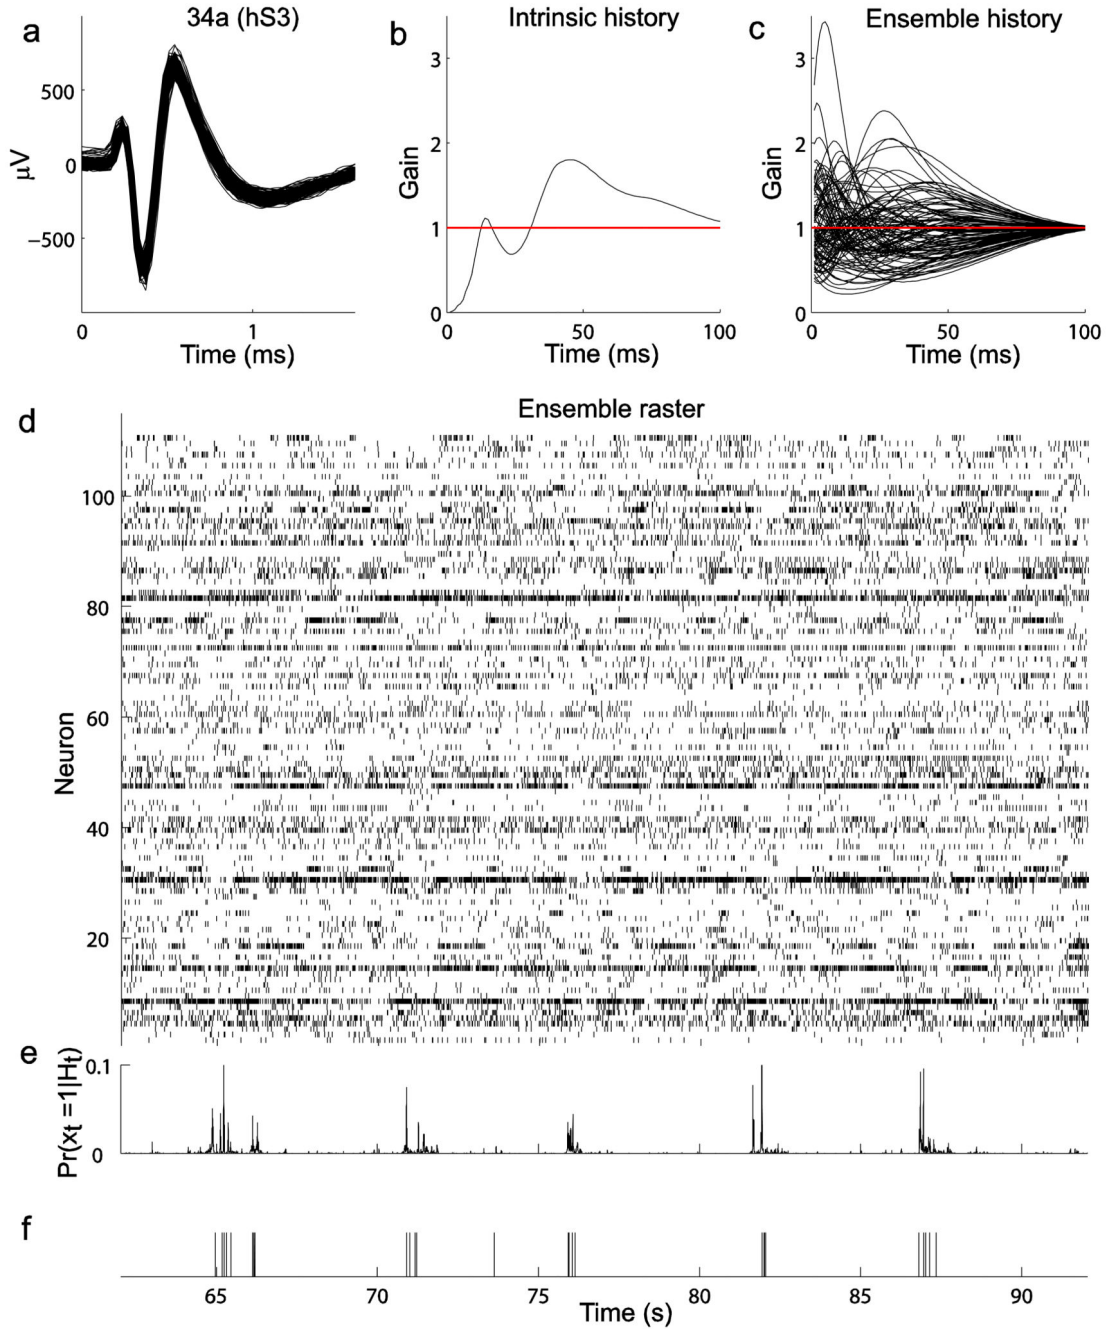 a
34a (hS3)
b
Intrinsic history
c
Ensemble history
500
0
−500
μV
0
1
Time (ms)
3
2
1
0
Gain
0
50
100
Time (ms)
3
2
1
0
Gain
0
50
100
Time (ms)
d
Ensemble raster
100
80
60
40
20
Neuron
e
0.1
0
Pr(xt =1|Ht)
f
65
70
75
80
85
90
Time (s)